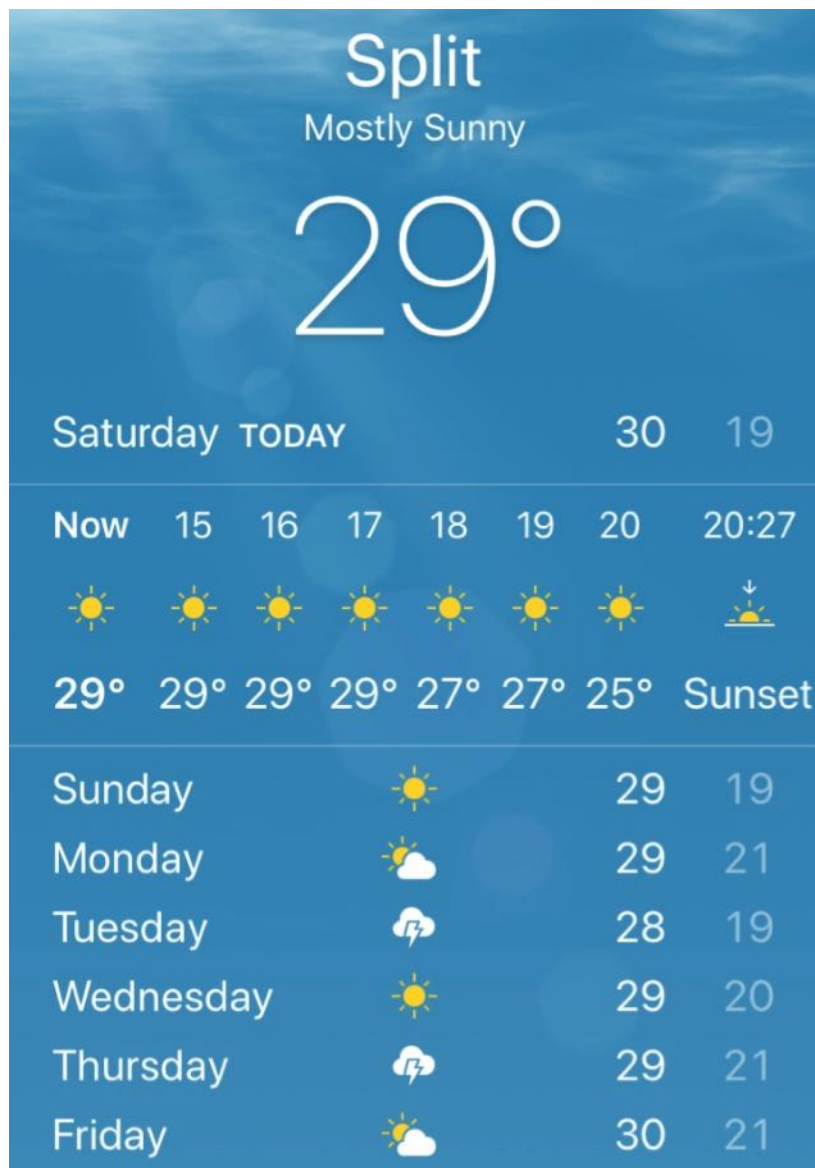 Split
Mostly Sunny
29°
Saturday TODAY 30 19
Now 15 16 17 18 19 20 20:27
29° 29° 29° 29° 27° 27° 25° Sunset
Sunday 29 19
Monday 29 21
Tuesday 28 19
Wednesday 29 20
Thursday 29 21
Friday 30 21